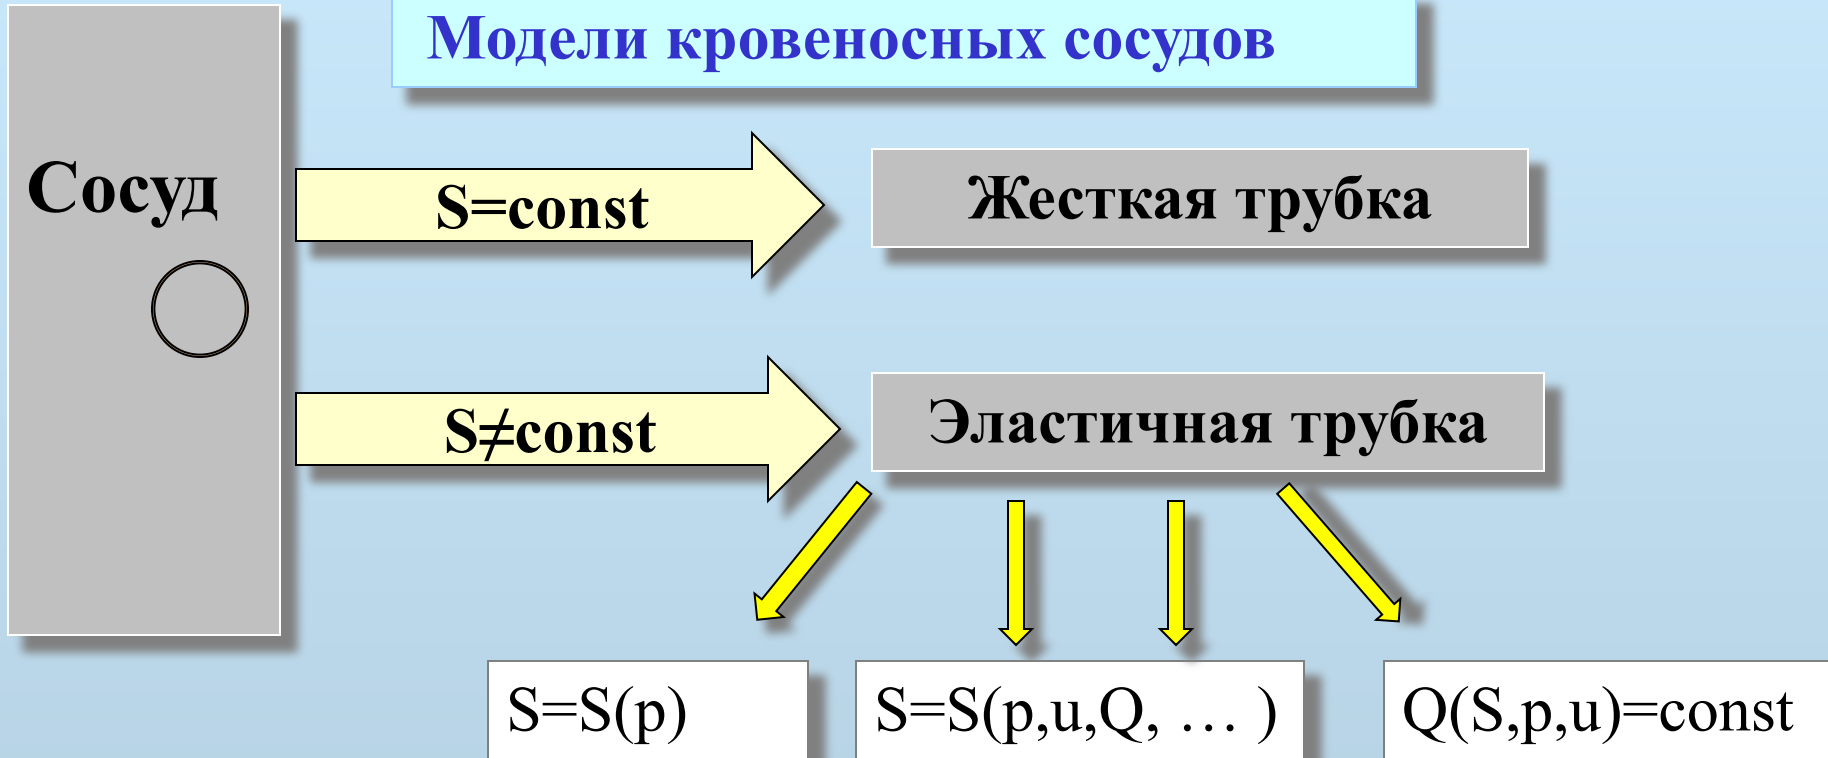 Модели кровеносных сосудов
Сосуд
S=const
Жесткая трубка
S≠const
Эластичная трубка
S=S(p)
S=S(p,u,Q, … )
Q(S,p,u)=const